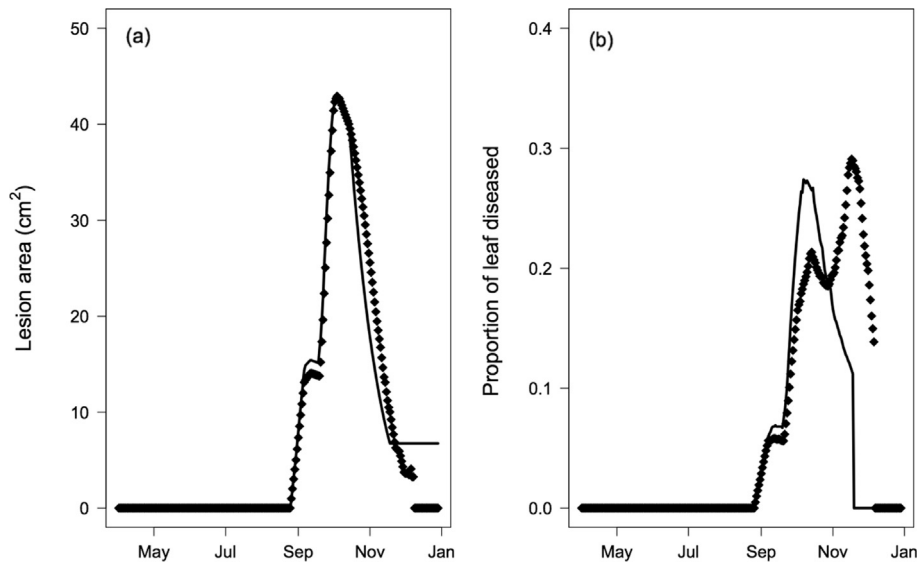 (a)
Lesion area (cm²)
50
40
30
20
10
0
May Jul Sep Nov Jan
(b)
Proportion of leaf diseased
0.4
0.3
0.2
0.1
0.0
May Jul Sep Nov Jan